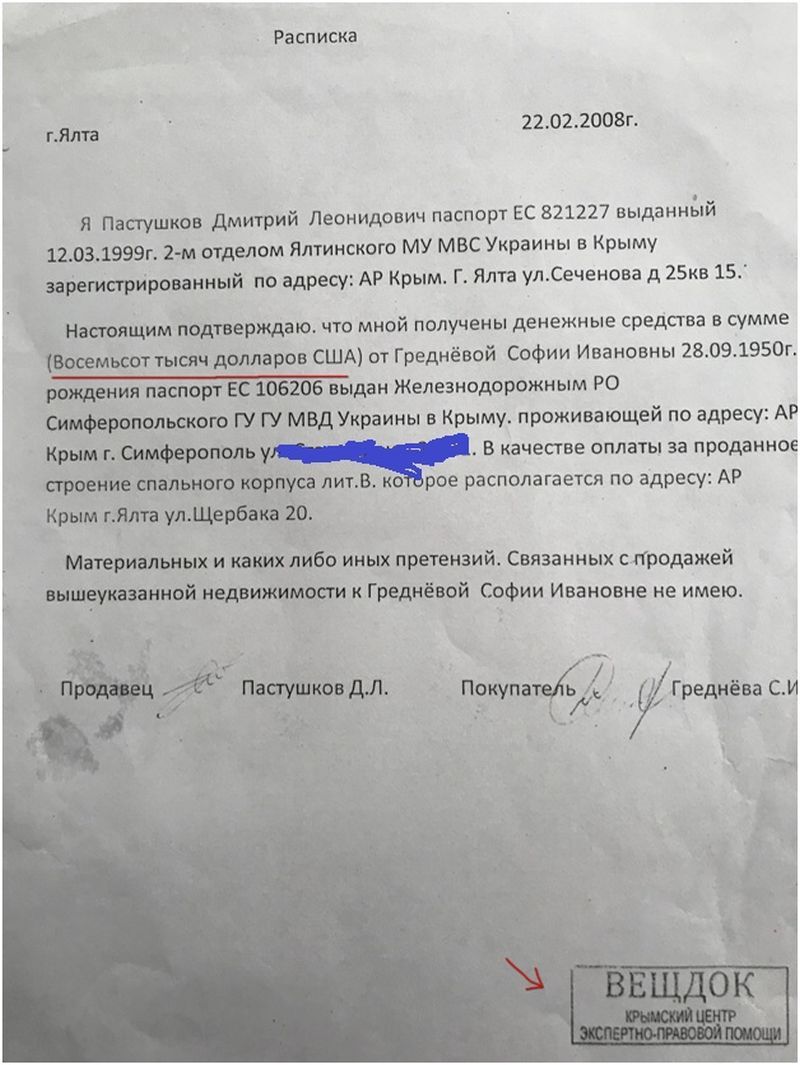 Расписка
г.Ялта
22.02.2008г.
Я Пастушков Дмитрий Леонидович паспорт ЕС 821227 выданный
12.03.1999г. 2-м отделом Ялтинского МУ МВС Украины в Крыму
зарегистрированный по адресу: АР Крым. Г. Ялта ул.Сеченова д 25кв 15.
Настоящим подтверждаю. что мной получены денежные средства в сумме
(Восемьсот тысяч долларов США) от Греднёвой Софии Ивановны 28.09.1950г.
рождения паспорт ЕС 106206 выдан Железнодорожным РО
Симферопольского ГУ ГУ МВД Украины в Крыму. проживающей по адресу: АР
Крым г. Симферополь ул. В качестве оплаты за проданное
строение спального корпуса лит.В. которое располагается по адресу: АР
Крым г.Ялта ул.Щербака 20.
Материальных и каких либо иных претензий. Связанных с продажей
вышеуказанной недвижимости к Греднёвой Софии Ивановне не имею.
Продавец Пастушков Д.Л. Покупатель Греднёва С.И
ВЕЩДОК
КРЫМСКИЙ ЦЕНТР
ЭКСПЕРТНО-ПРАВОВОЙ ПОМОЩИ